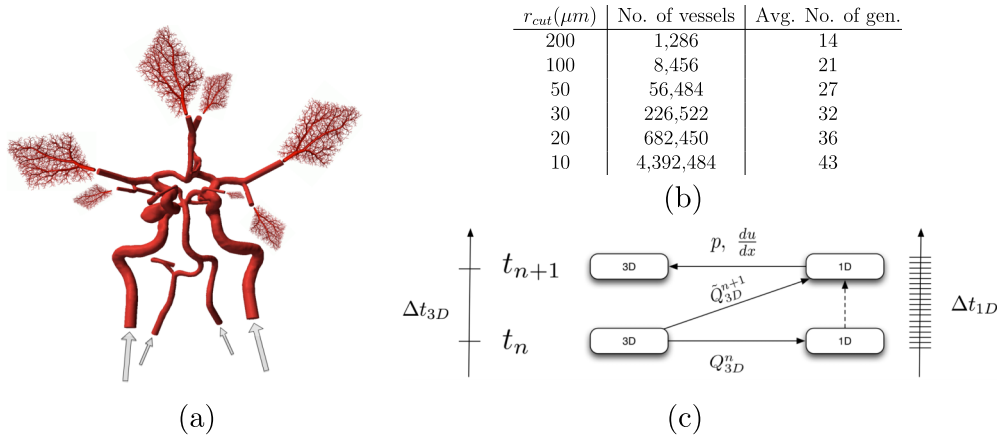 r_cut(μm) No. of vessels Avg. No. of gen.
200 1,286 14
100 8,456 21
50 56,484 27
30 226,522 32
20 682,450 36
10 4,392,484 43
(b)
p, du/dx
t_{n+1} 3D 1D
Δt_{3D} Q̃^{n+1}_{3D} Δt_{1D}
t_n 3D 1D
Q^n_{3D}
(a) (c)